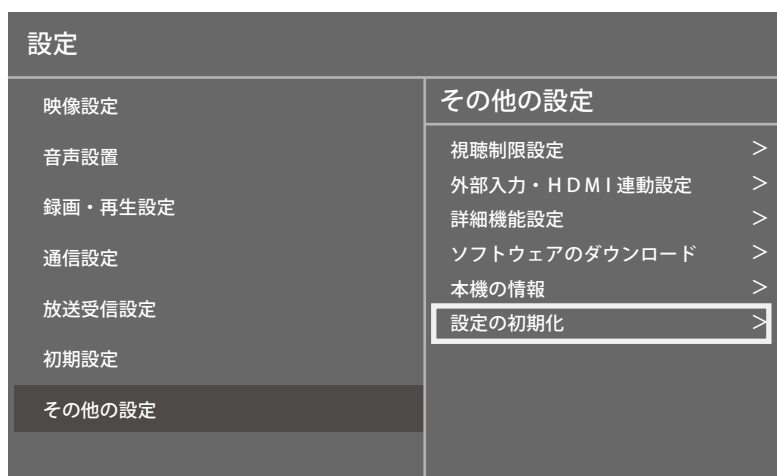 設定
映像設定
音声設置
録画・再生設定
通信設定
放送受信設定
初期設定
その他の設定
その他の設定
視聴制限設定 >
外部入力・ＨＤＭＩ連動設定 >
詳細機能設定 >
ソフトウェアのダウンロード >
本機の情報 >
設定の初期化 >